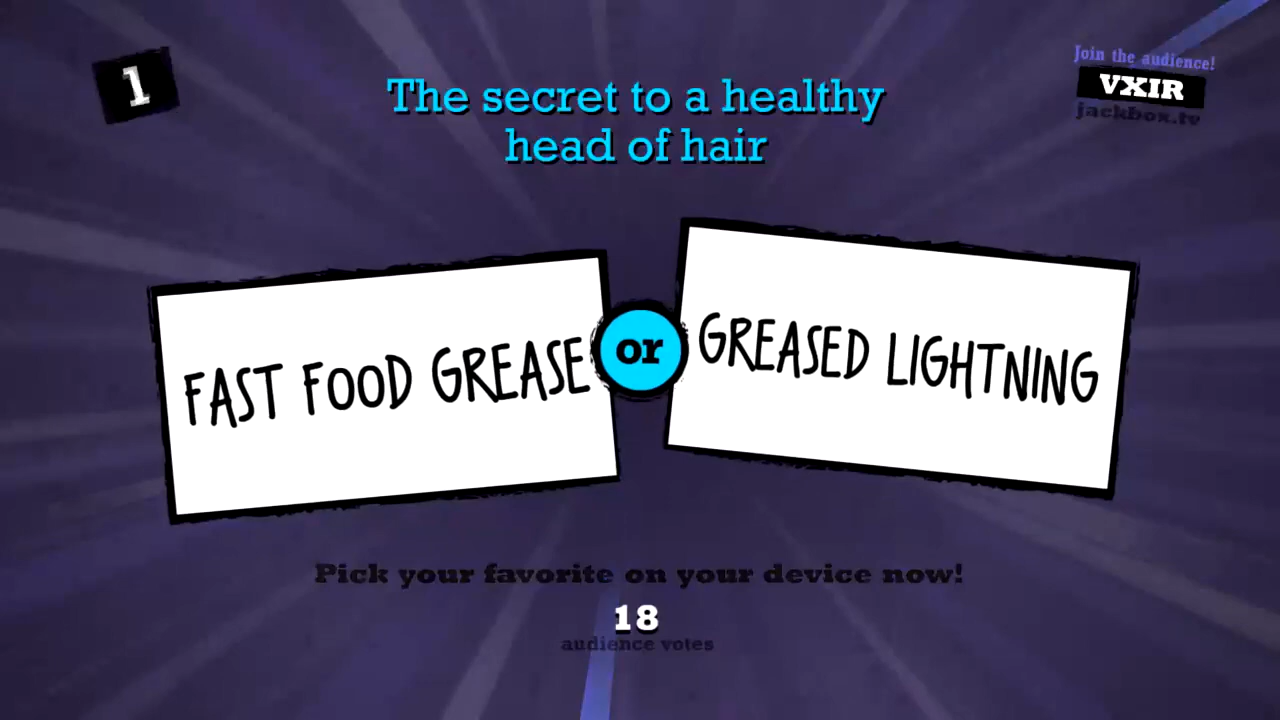 1
Join the audience!
VXIR
jackbox.tv
The secret to a healthy
head of hair
FAST FOOD GREASE
or
GREASED LIGHTNING
Pick your favorite on your device now!
18
audience votes